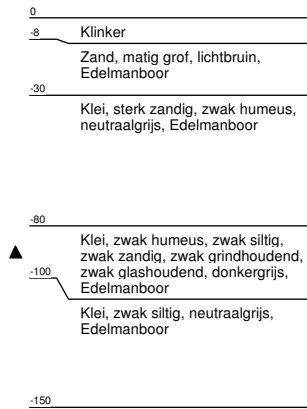 0
-8
Klinker
Zand, matig grof, lichtbruin,
Edelmanboor
-30
Klei, sterk zandig, zwak humeus,
neutraalgrijs, Edelmanboor
-80
Klei, zwak humeus, zwak siltig,
zwak zandig, zwak grindhoudend,
zwak glashoudend, donkergrijs,
Edelmanboor
-100
Klei, zwak siltig, neutraalgrijs,
Edelmanboor
-150